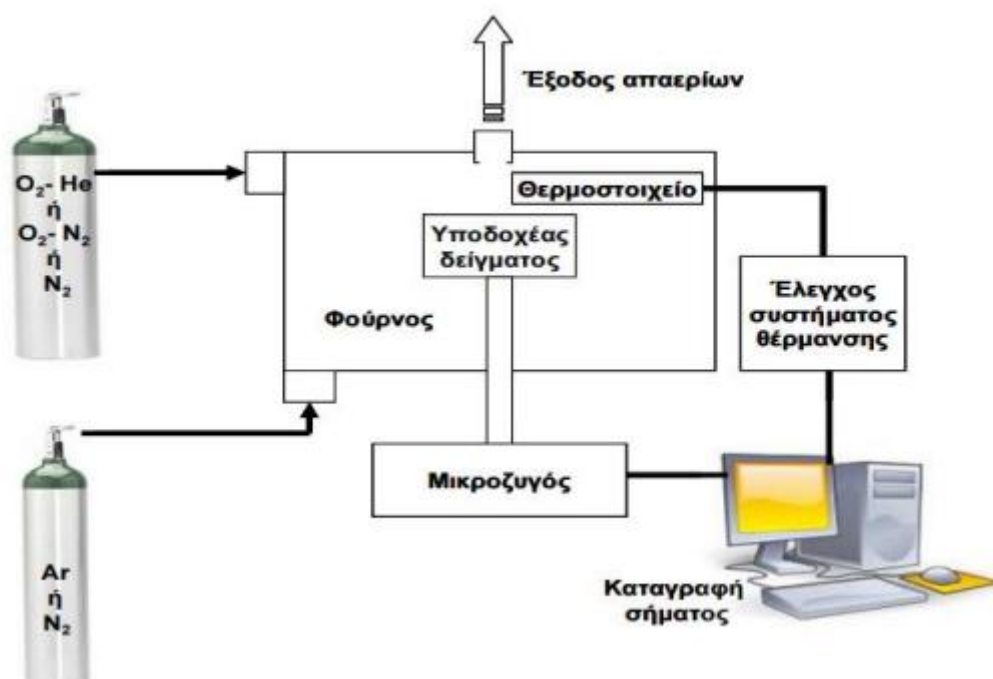 Έξοδος απαερίων
O₂- He
ή
O₂- N₂
ή
N₂
Θερμοστοιχείο
Υποδοχέας
δείγματος
Φούρνος
Έλεγχος
συστήματος
θέρμανσης
Μικροζυγός
Ar
ή
N₂
Καταγραφή
σήματος